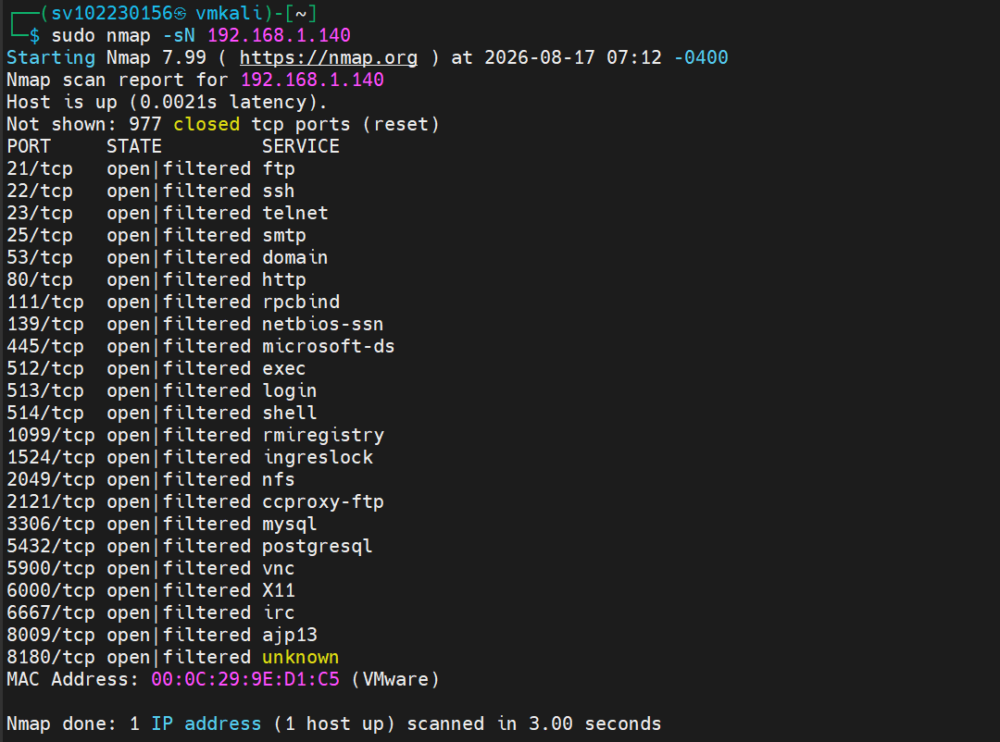 ┌──(sv102230156㉿ vmkali)-[~]
└─$ sudo nmap -sN 192.168.1.140
Starting Nmap 7.99 ( https://nmap.org ) at 2026-08-17 07:12 -0400
Nmap scan report for 192.168.1.140
Host is up (0.0021s latency).
Not shown: 977 closed tcp ports (reset)
PORT     STATE         SERVICE
21/tcp   open|filtered ftp
22/tcp   open|filtered ssh
23/tcp   open|filtered telnet
25/tcp   open|filtered smtp
53/tcp   open|filtered domain
80/tcp   open|filtered http
111/tcp  open|filtered rpcbind
139/tcp  open|filtered netbios-ssn
445/tcp  open|filtered microsoft-ds
512/tcp  open|filtered exec
513/tcp  open|filtered login
514/tcp  open|filtered shell
1099/tcp open|filtered rmiregistry
1524/tcp open|filtered ingreslock
2049/tcp open|filtered nfs
2121/tcp open|filtered ccproxy-ftp
3306/tcp open|filtered mysql
5432/tcp open|filtered postgresql
5900/tcp open|filtered vnc
6000/tcp open|filtered X11
6667/tcp open|filtered irc
8009/tcp open|filtered ajp13
8180/tcp open|filtered unknown
MAC Address: 00:0C:29:9E:D1:C5 (VMware)

Nmap done: 1 IP address (1 host up) scanned in 3.00 seconds